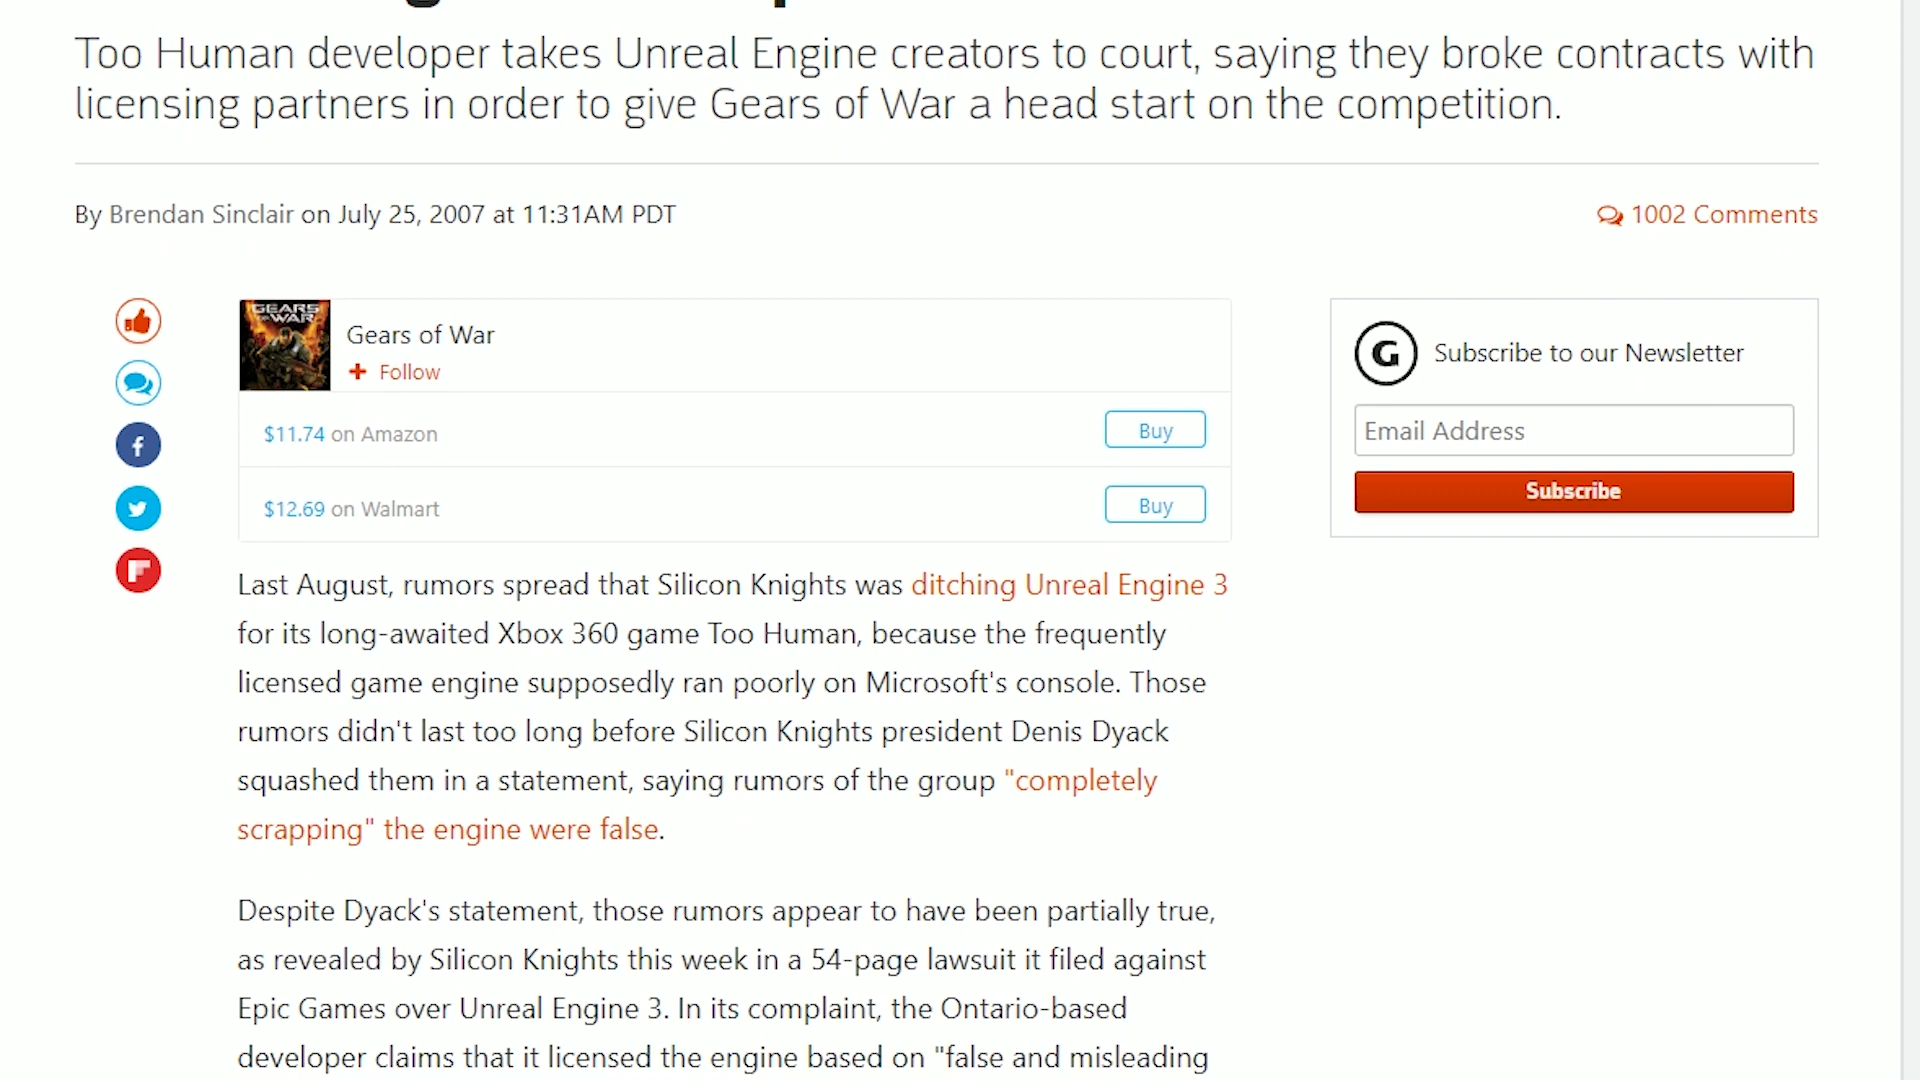 Too Human developer takes Unreal Engine creators to court, saying they broke contracts with
licensing partners in order to give Gears of War a head start on the competition.
By Brendan Sinclair on July 25, 2007 at 11:31AM PDT
1002 Comments
GEARS
OF WAR
Gears of War
+ Follow
$11.74 on Amazon
Buy
$12.69 on Walmart
Buy
G Subscribe to our Newsletter
Email Address
Subscribe
Last August, rumors spread that Silicon Knights was ditching Unreal Engine 3
for its long-awaited Xbox 360 game Too Human, because the frequently
licensed game engine supposedly ran poorly on Microsoft's console. Those
rumors didn't last too long before Silicon Knights president Denis Dyack
squashed them in a statement, saying rumors of the group "completely
scrapping" the engine were false.
Despite Dyack's statement, those rumors appear to have been partially true,
as revealed by Silicon Knights this week in a 54-page lawsuit it filed against
Epic Games over Unreal Engine 3. In its complaint, the Ontario-based
developer claims that it licensed the engine based on "false and misleading